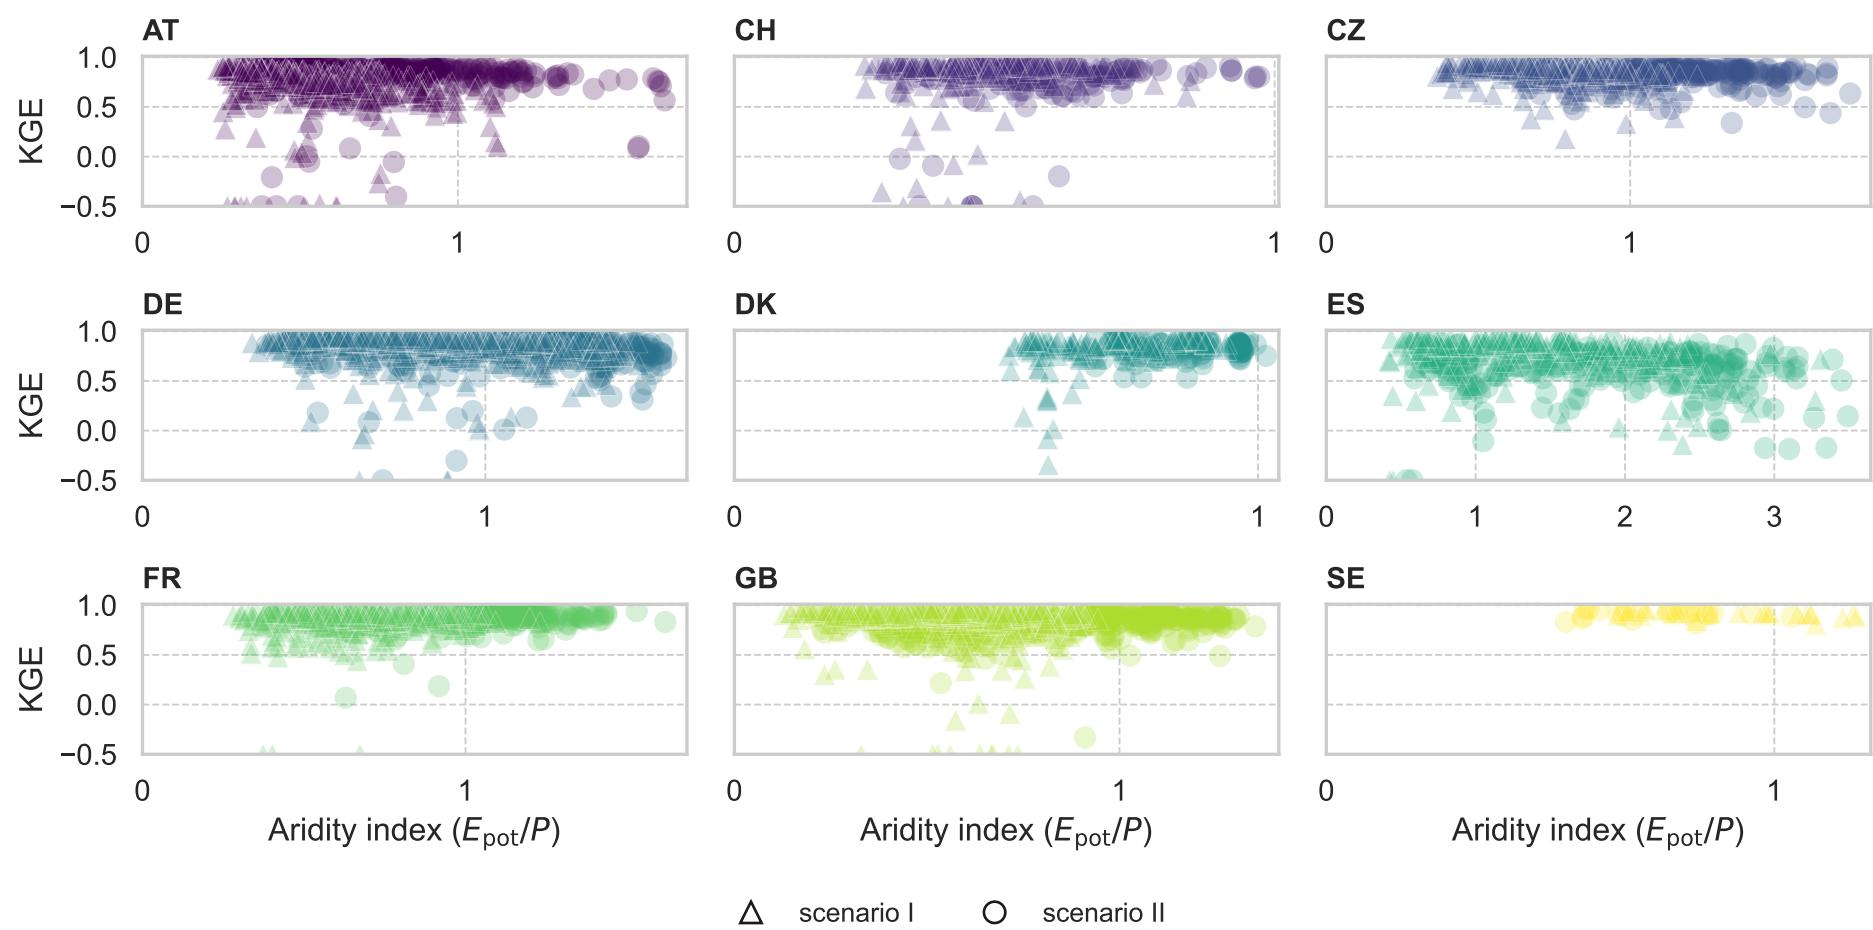 AT CH CZ
KGE 1.0 0.5 0.0 −0.5
0 1 0 1 0 1
DE DK ES
KGE 1.0 0.5 0.0 −0.5
0 1 0 1 0 1 2 3
FR GB SE
KGE 1.0 0.5 0.0 −0.5
0 1 0 1 0 1
Aridity index (Epot/P) Aridity index (Epot/P) Aridity index (Epot/P)
scenario I scenario II